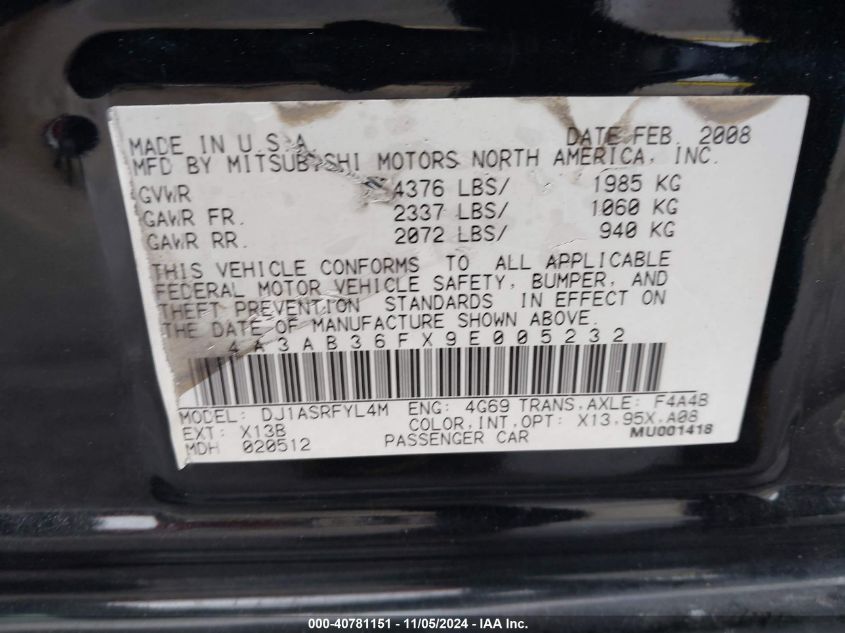 MADE IN U.S.A. DATE FEB. 2008
MFD BY MITSUBISHI MOTORS NORTH AMERICA, INC.
GVWR 4376 LBS/ 1985 KG
GAWR FR. 2337 LBS/ 1060 KG
GAWR RR. 2072 LBS/ 940 KG
THIS VEHICLE CONFORMS TO ALL APPLICABLE
FEDERAL MOTOR VEHICLE SAFETY, BUMPER, AND
THEFT PREVENTION STANDARDS IN EFFECT ON
THE DATE OF MANUFACTURE SHOWN ABOVE.
4A3AB36FX9E005232
MODEL: DJ1ASRFYL4M ENG: 4G69 TRANS,AXLE: F4A4B
EXT: X13B COLOR,INT,OPT: X13,95X,A08
MDH 020512 PASSENGER CAR MU001418
000-40781151 - 11/05/2024 - IAA Inc.